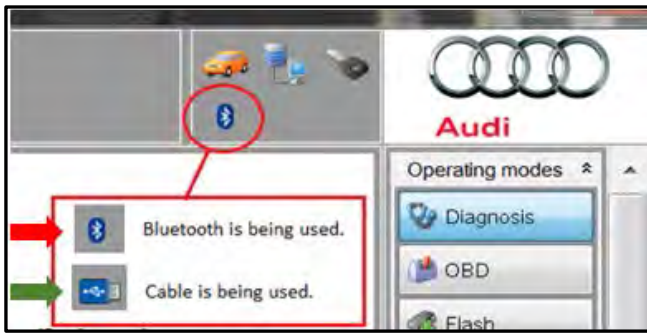 Audi
Operating modes
Diagnosis
OBD
Flash
Bluetooth is being used.
Cable is being used.